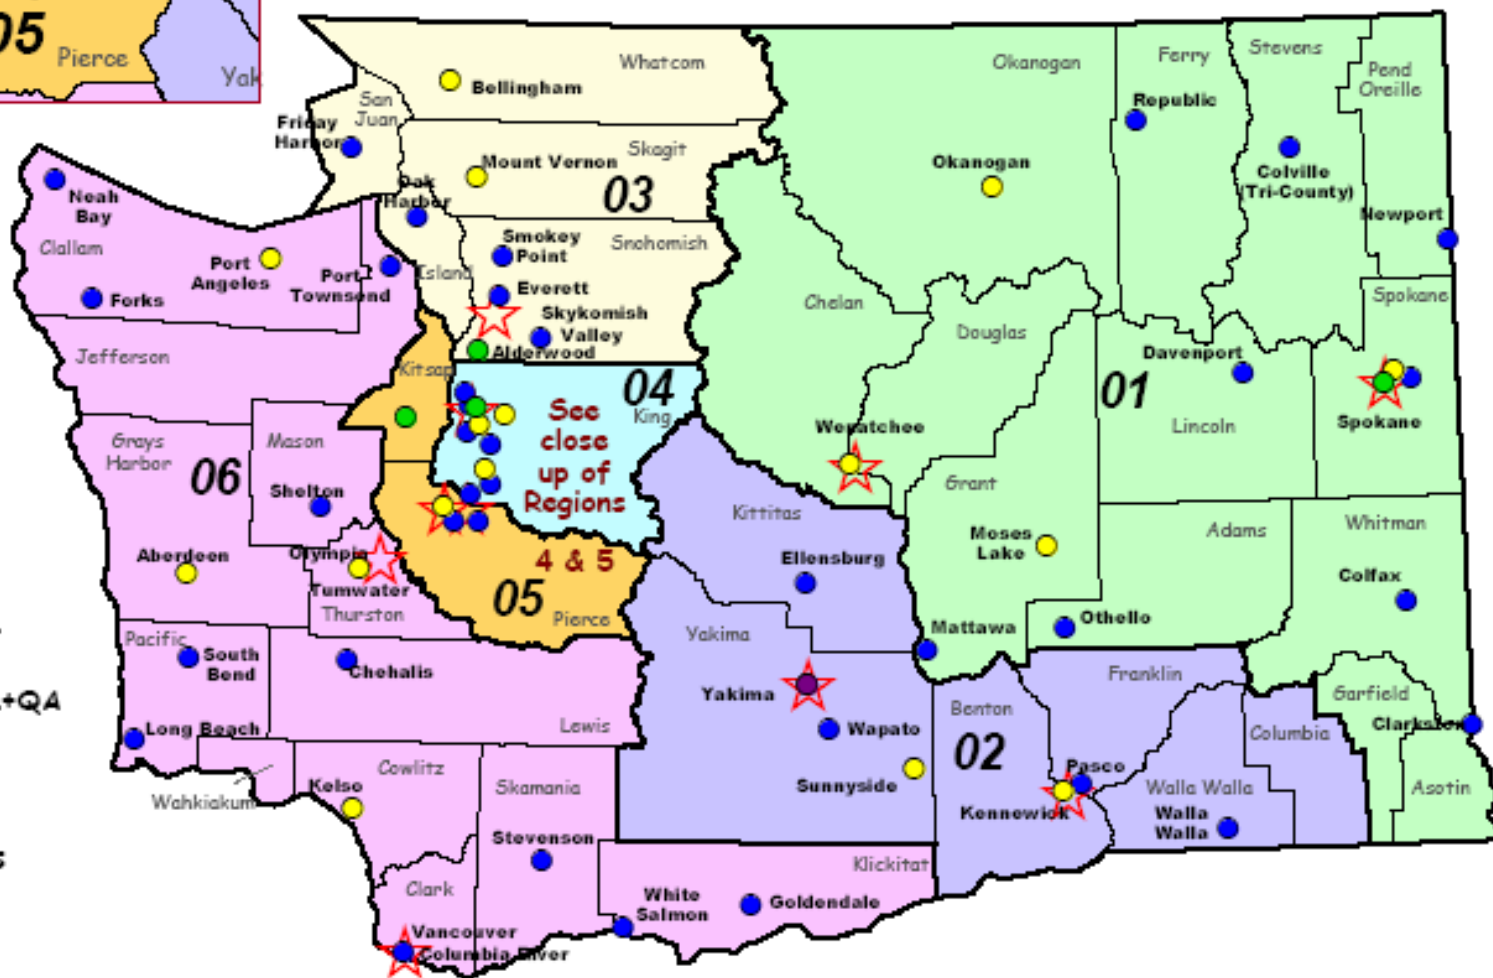 05
Pierce
Yak
Whatcom
Bellingham
San
Juan
Friday
Harbor
Skagit
Mount Vernon
03
Oak
Harbor
Snohomish
Smokey
Point
Island
Everett
Skykomish
Valley
Alderwood
Okanogan
Ferry
Stevens
Pend
Oreille
Republic
Okanogan
Colville
(Tri-County)
Newport
Spokane
Neah
Bay
Clallam
Port
Angeles
Port
Townsend
Forks
Jefferson
Kitsap
Chelan
Douglas
Davenport
01
Lincoln
Spokane
04
King
See
close
up of
Regions
4 & 5
Wenatchee
Grant
Grays
Harbor
06
Mason
Shelton
Aberdeen
Olympia
Tumwater
Thurston
05
Pierce
Kittitas
Ellensburg
Moses
Lake
Adams
Whitman
Colfax
Othello
Mattawa
Pacific
South
Bend
Chehalis
Lewis
Long Beach
+QA
Yakima
Yakima
Wapato
Sunnyside
Benton
02
Franklin
Garfield
Clarkston
Columbia
Asotin
Pasco
Kennewick
Walla Walla
Walla
Walla
Wahkiakum
Kelso
Cowlitz
Skamania
Stevenson
s
Clark
Klickitat
White
Salmon
Goldendale
Vancouver
Columbia River